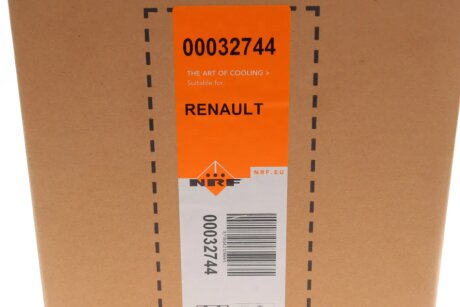 00032744
THE ART OF COOLING >
Suitable for:
RENAULT
NRF
NRF.EU
00032744